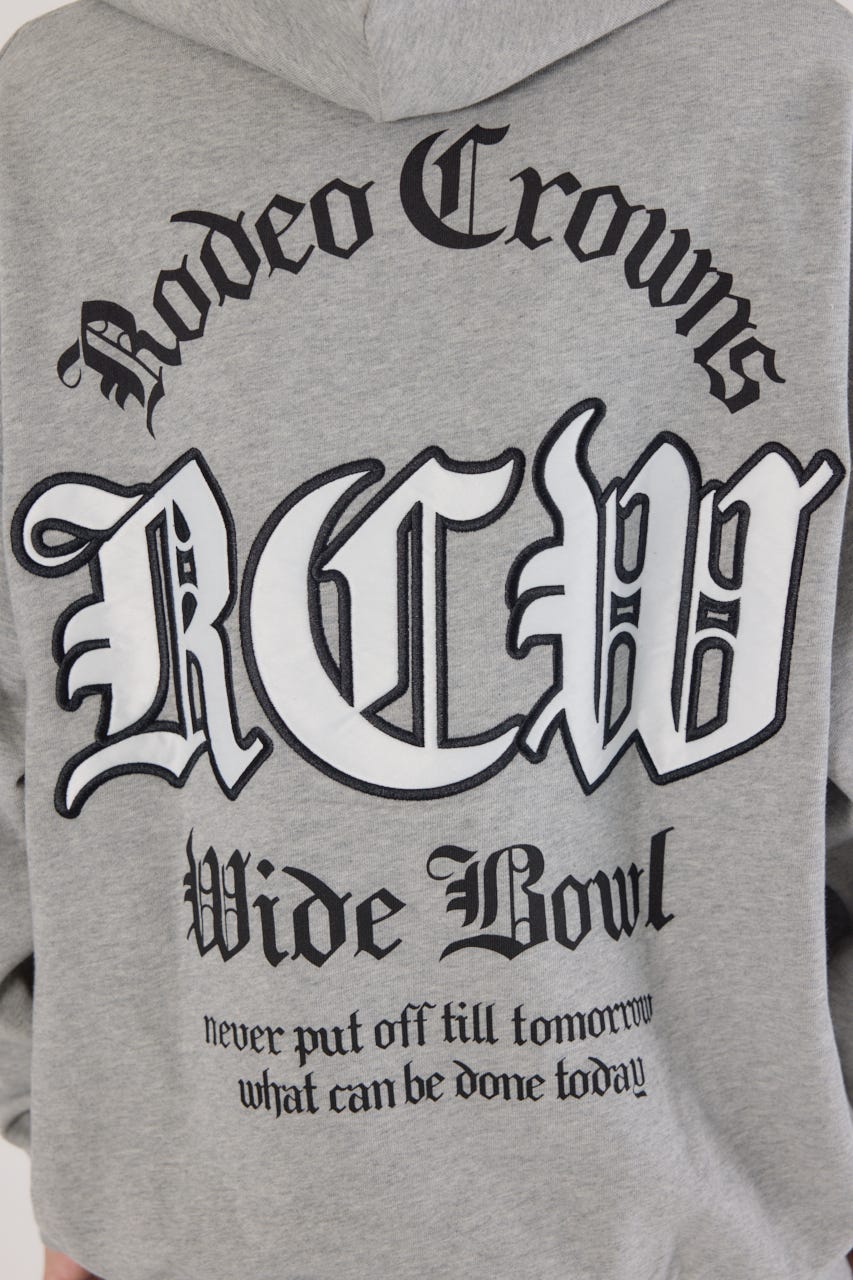 Rodeo Crowns
RCW
Wide Bowl
never put off till tomorrow
what can be done today